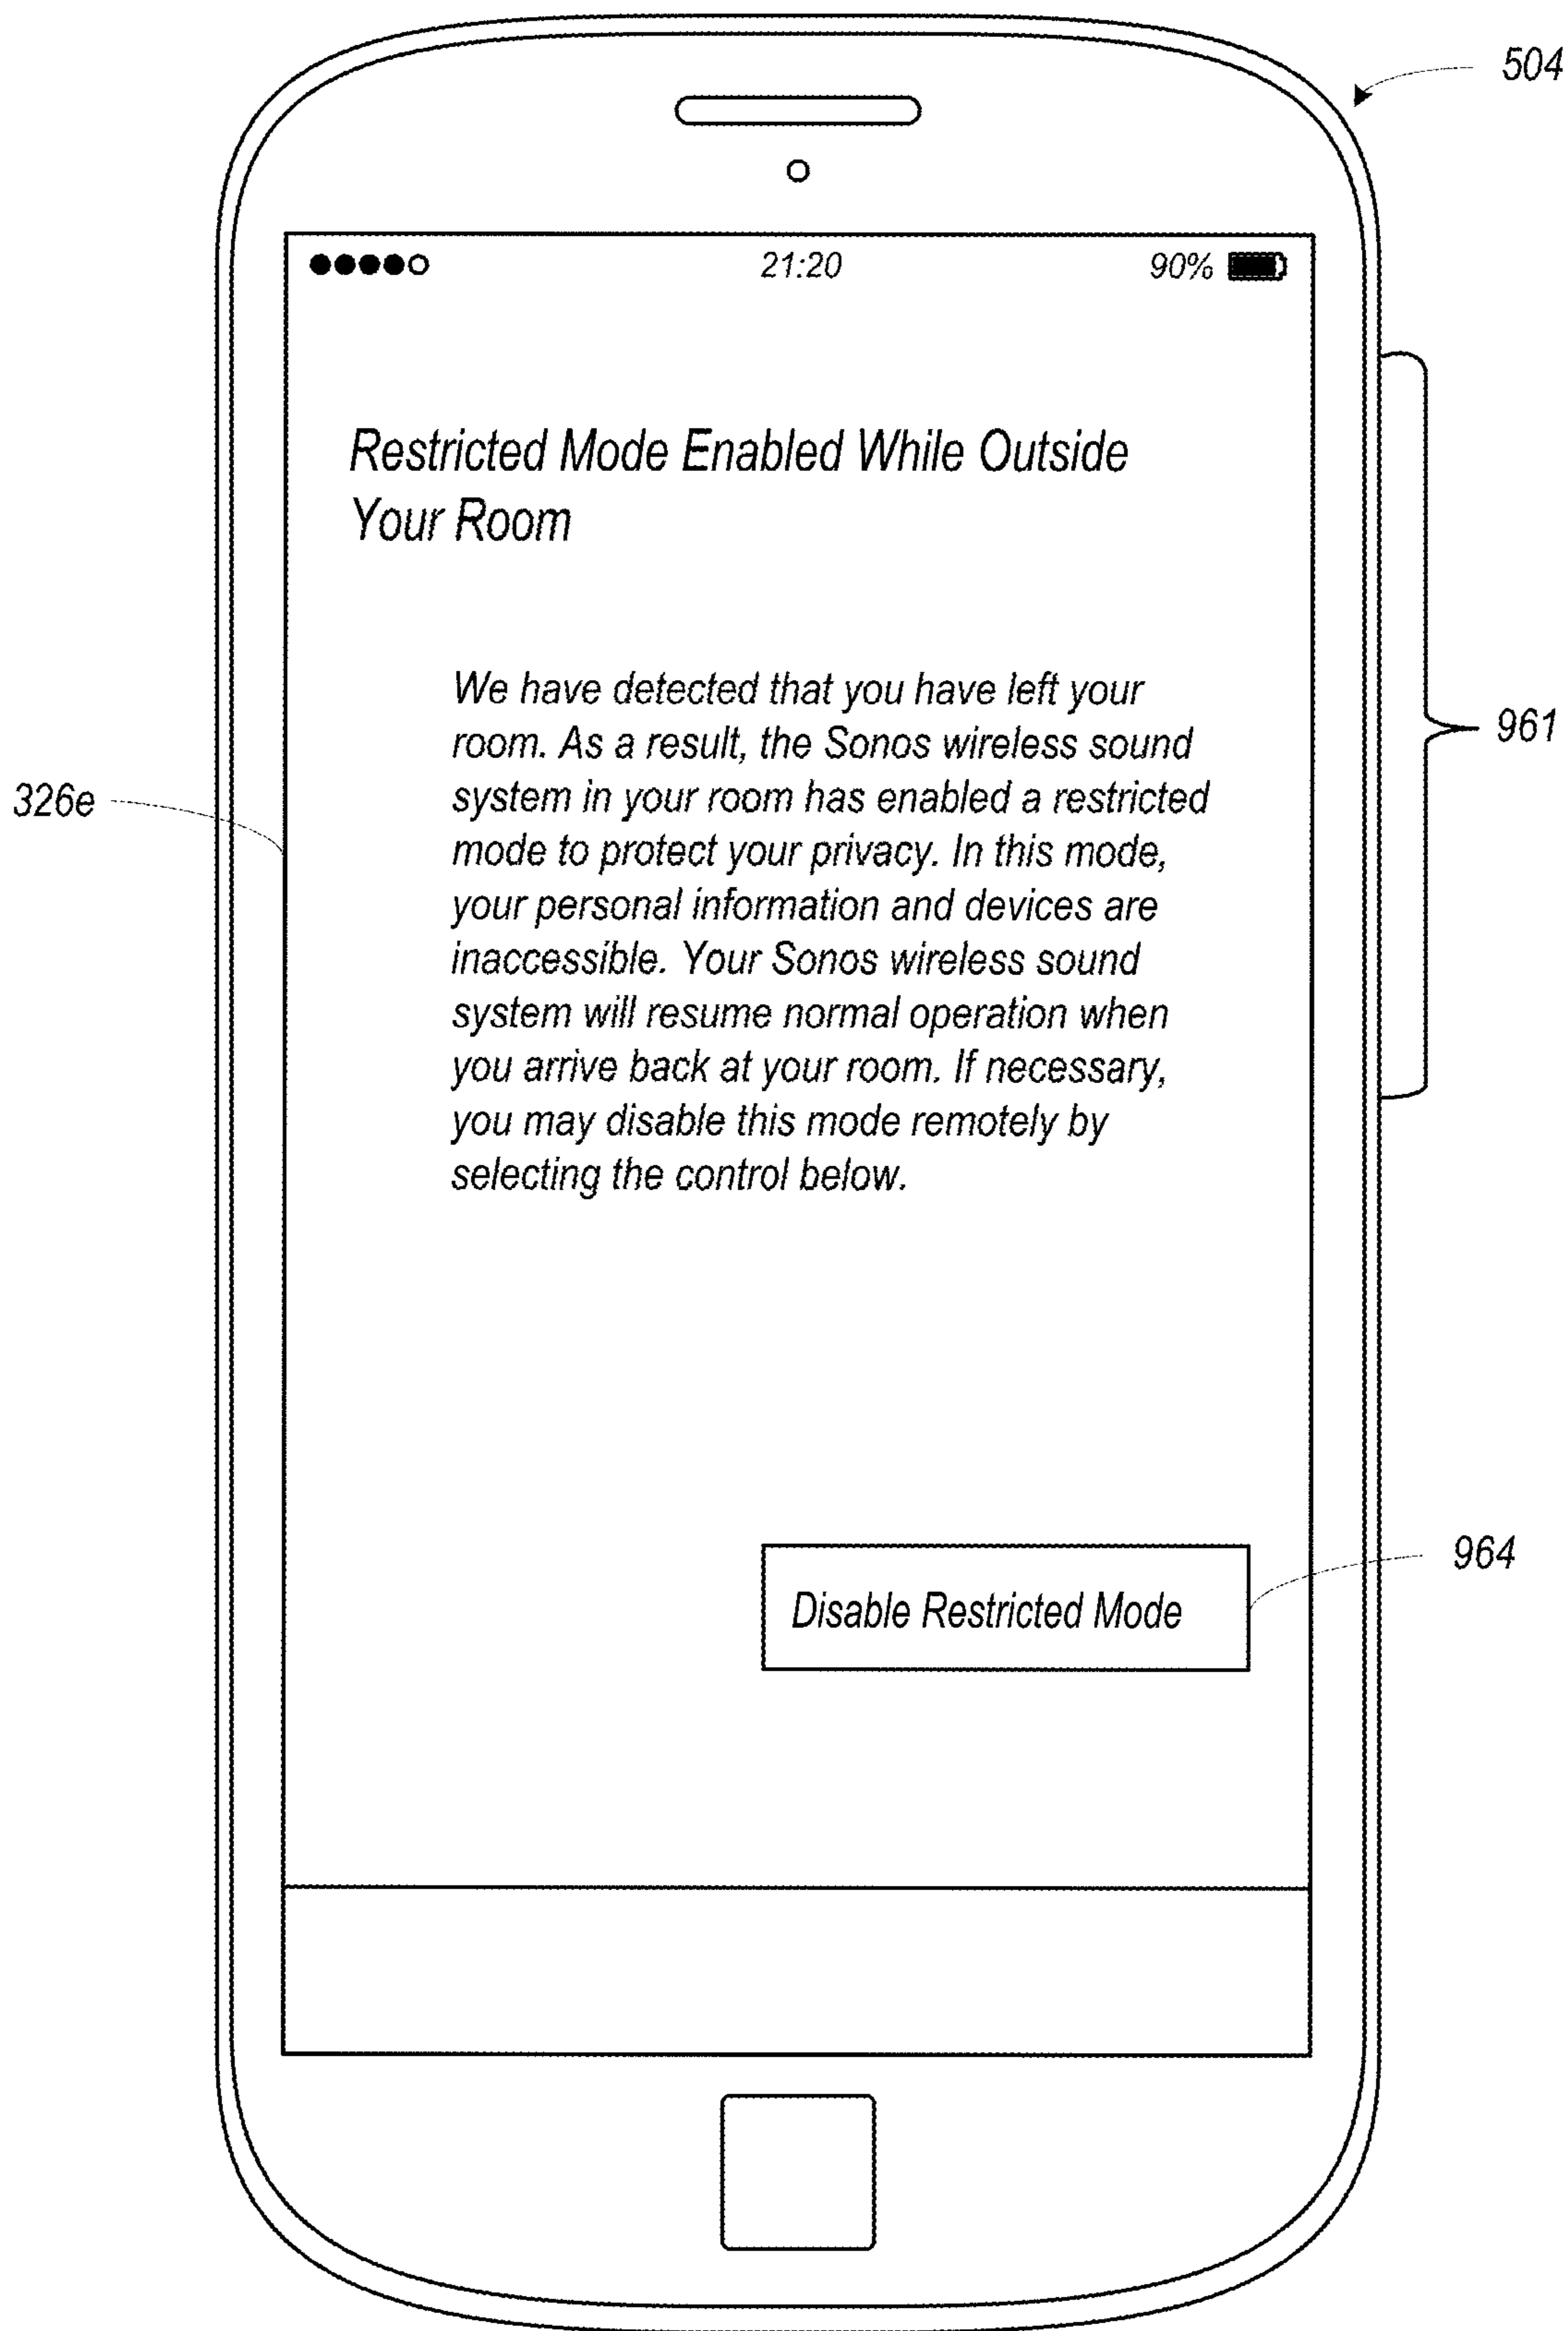 504
21:20 90%
Restricted Mode Enabled While Outside
Your Room
961
We have detected that you have left your
room. As a result, the Sonos wireless sound
326e
system in your room has enabled a restricted
mode to protect your privacy. In this mode,
your personal information and devices are
inaccessible. Your Sonos wireless sound
system will resume normal operation when
you arrive back at your room. If necessary,
you may disable this mode remotely by
selecting the control below.
964
Disable Restricted Mode